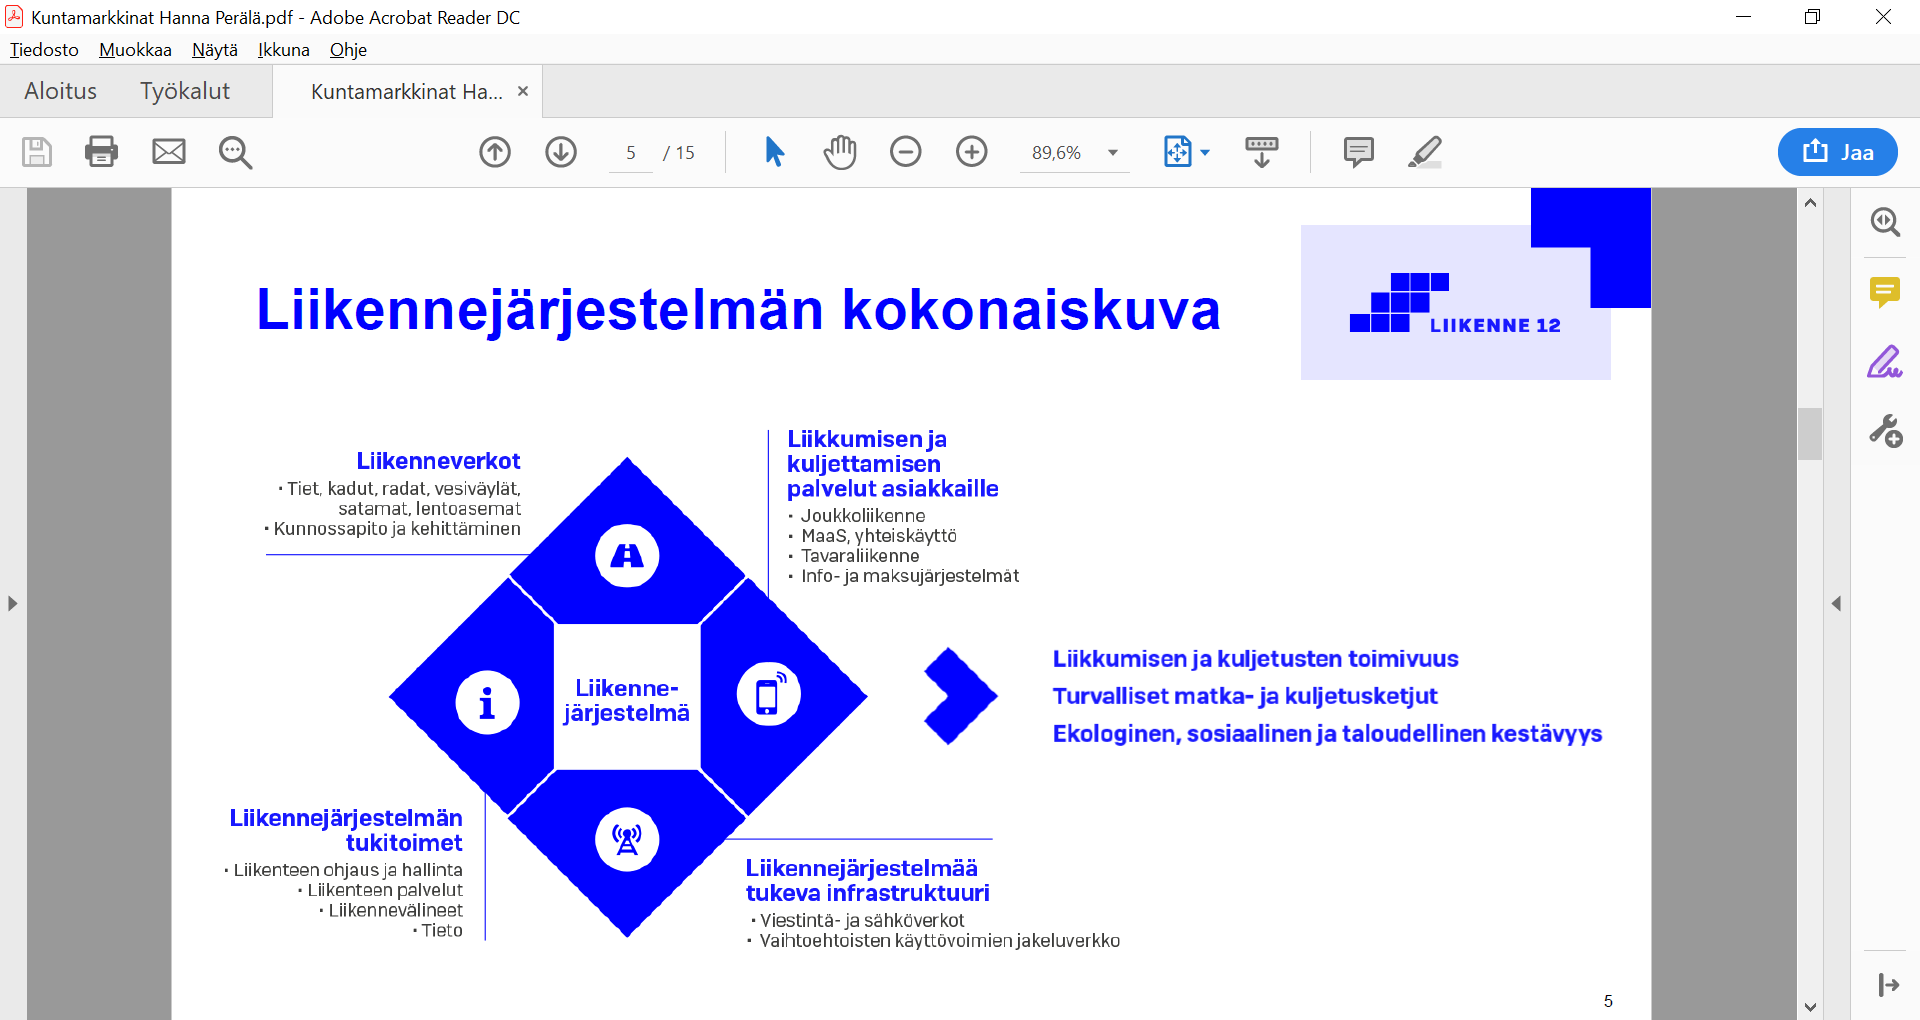 Kuntamarkkinat Hanna Perälä.pdf - Adobe Acrobat Reader DC
Tiedosto Muokkaa Näytä Ikkuna Ohje
Aloitus Työkalut Kuntamarkkinat Ha... ×
5 / 15 89,6% Jaa
Liikennejärjestelmän kokonaiskuva
LIIKENNE 12
Liikenneverkot
· Tiet, kadut, radat, vesiväylät,
satamat, lentoasemat
· Kunnossapito ja kehittäminen
Liikkumisen ja
kuljettamisen
palvelut asiakkaille
· Joukkoliikenne
· MaaS, yhteiskäyttö
· Tavaraliikenne
· Info- ja maksujärjestelmät
Liikenne-
järjestelmä
Liikkumisen ja kuljetusten toimivuus
Turvalliset matka- ja kuljetusketjut
Ekologinen, sosiaalinen ja taloudellinen kestävyys
Liikennejärjestelmän
tukitoimet
· Liikenteen ohjaus ja hallinta
· Liikenteen palvelut
· Liikennevälineet
· Tieto
Liikennejärjestelmää
tukeva infrastruktuuri
· Viestintä- ja sähköverkot
· Vaihtoehtoisten käyttövoimien jakeluverkko
5